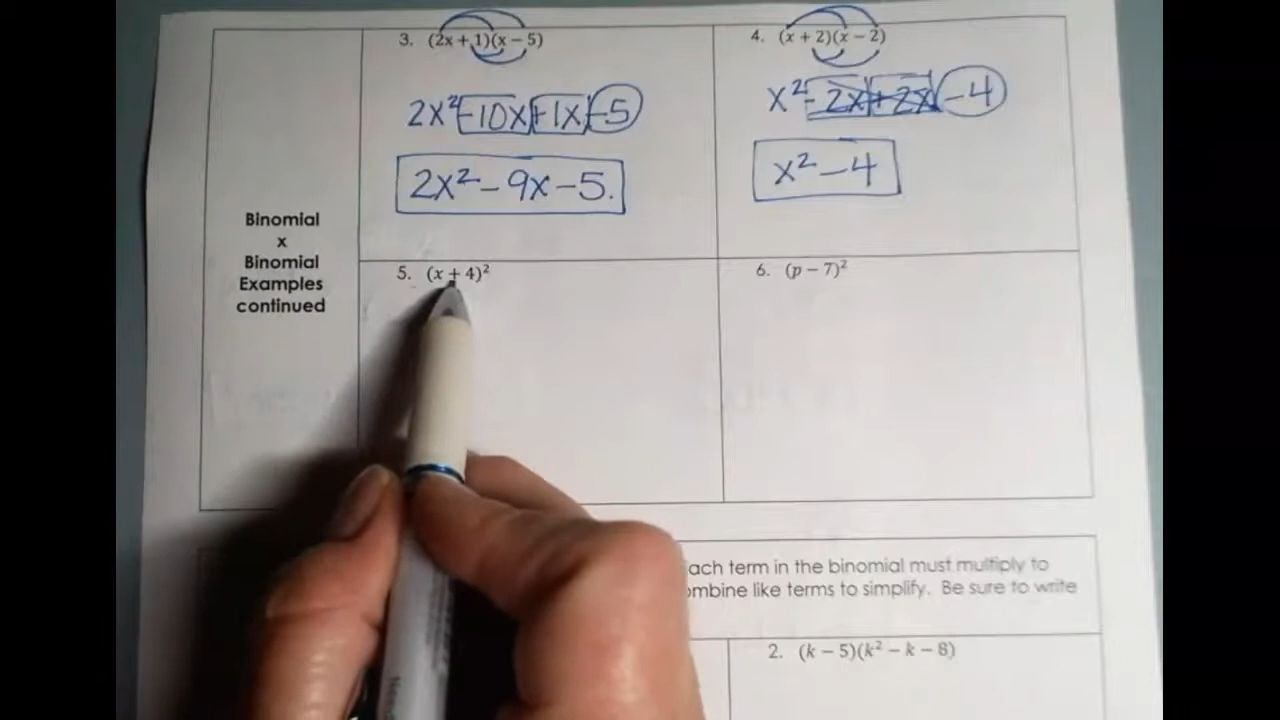 3. (2x + 1)(x − 5)
2x² -10x +1x -5
2x² - 9x - 5.
4. (x + 2)(x − 2)
x² - 2x + 2x - 4
x² - 4
Binomial
x
Binomial
Examples
continued
5. (x + 4)²
6. (p − 7)²
term in the binomial must multiply to
like terms to simplify. Be sure to write
2. (k − 5)(k² − k − 8)